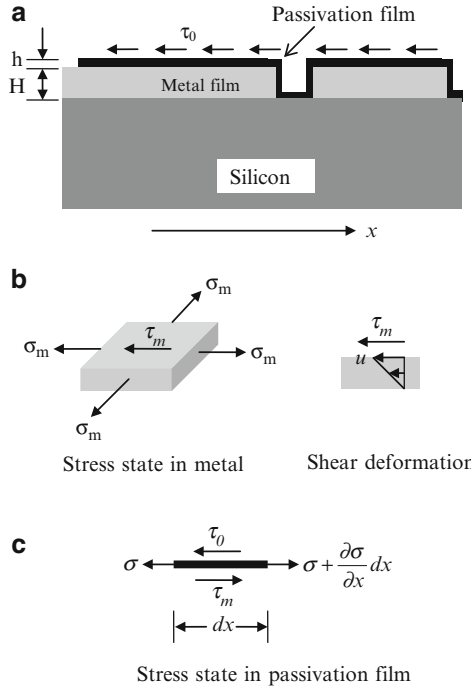 a
Passivation film
τ₀
h
H
Metal film
Silicon
x
b
σₘ
τₘ
σₘ
σₘ
σₘ
τₘ
u
Stress state in metal
Shear deformation
c
τ₀
σ
σ + ∂σ/∂x dx
τₘ
dx
Stress state in passivation film